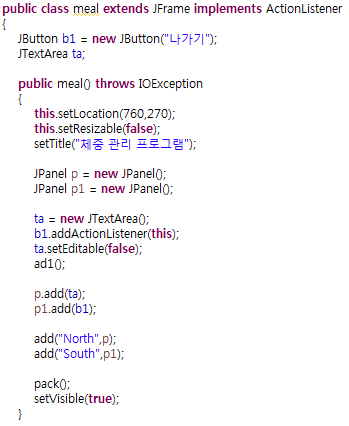 public class meal extends JFrame implements ActionListener
{
JButton b1 = new JButton("나가기");
JTextArea ta;
public meal() throws IOException
{
this.setLocation(760,270);
this.setResizable(false);
setTitle("체중 관리 프로그램");
JPanel p = new JPanel();
JPanel p1 = new JPanel();
ta = new JTextArea();
b1.addActionListener(this);
ta.setEditable(false);
ad1();
p.add(ta);
p1.add(b1);
add("North",p);
add("South",p1);
pack();
setVisible(true);
}